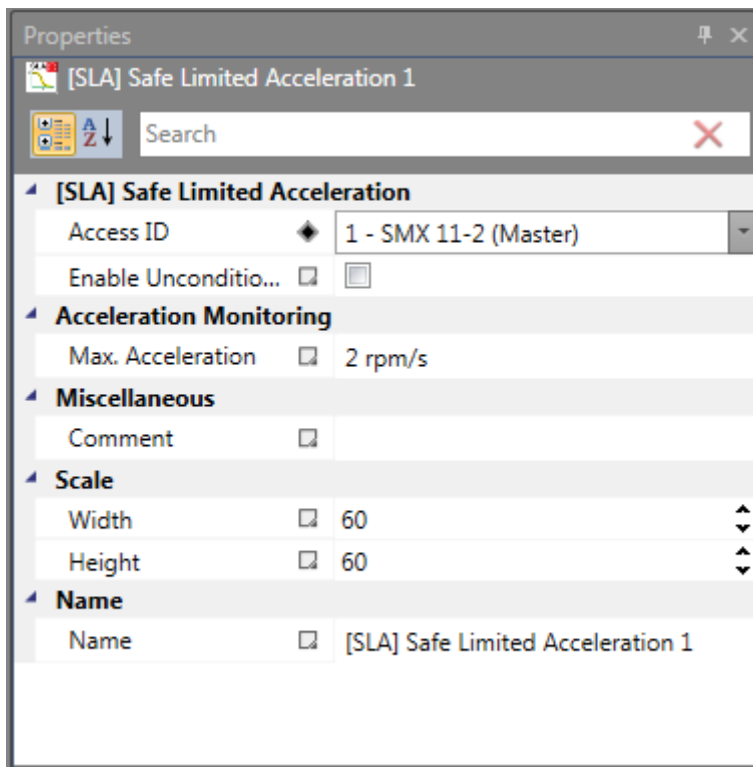 Properties
[SLA] Safe Limited Acceleration 1
A
Z
Search
[SLA] Safe Limited Acceleration
Access ID 1 - SMX 11-2 (Master)
Enable Unconditio...
Acceleration Monitoring
Max. Acceleration 2 rpm/s
Miscellaneous
Comment
Scale
Width 60
Height 60
Name
Name [SLA] Safe Limited Acceleration 1